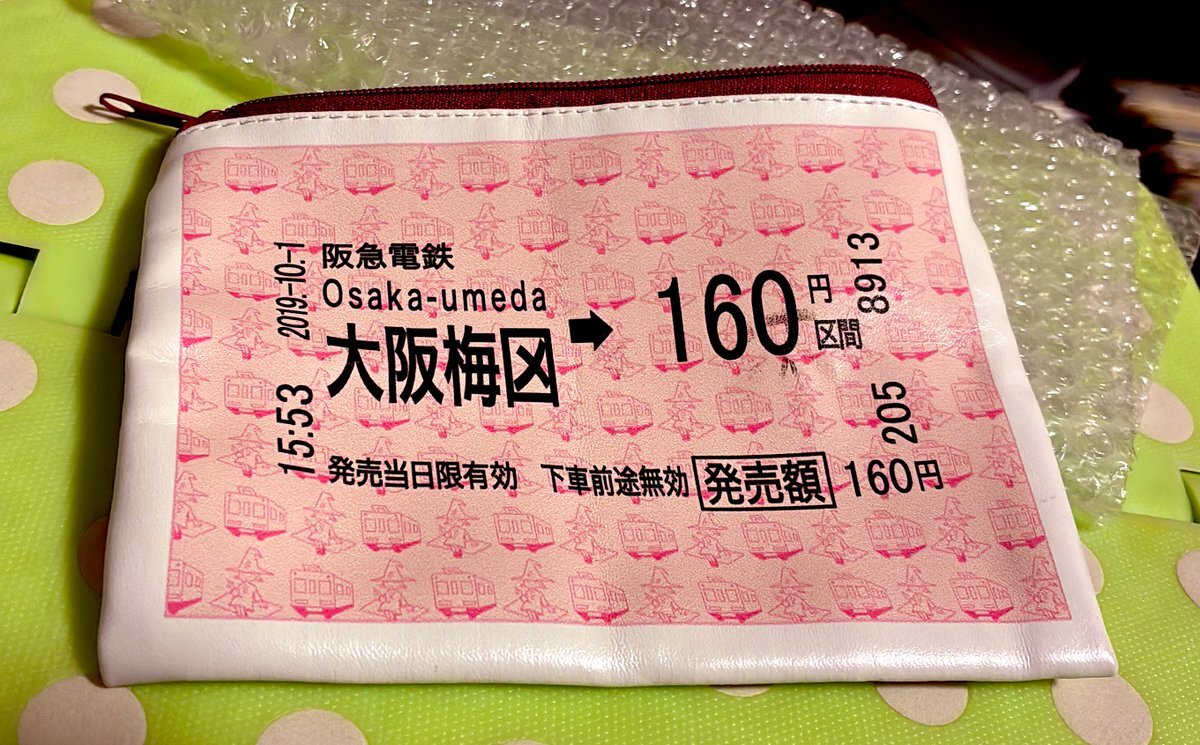 阪急電鉄
Osaka-umeda
大阪梅田➡160円区間
発売当日限有効 下車前途無効 発売額 160円
2019-10.-1
15:53
8913
205